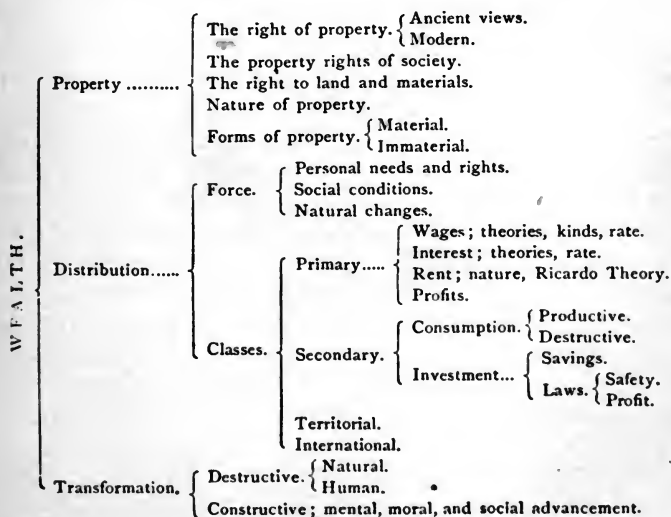 The right of property. { Ancient views.
Modern.
The property rights of society.
Property .......... The right to land and materials.
Nature of property.
Forms of property. { Material.
Immaterial.
WEALTH.
Force. { Personal needs and rights.
Social conditions.
Natural changes.
Distribution......
Classes.
Primary..... { Wages; theories, kinds, rate.
Interest; theories, rate.
Rent; nature, Ricardo Theory.
Profits.
Secondary. { Consumption. { Productive.
Destructive.
Investment... { Savings.
Laws. { Safety.
Profit.
Territorial.
International.
Transformation. { Destructive. { Natural.
Human.
Constructive; mental, moral, and social advancement.